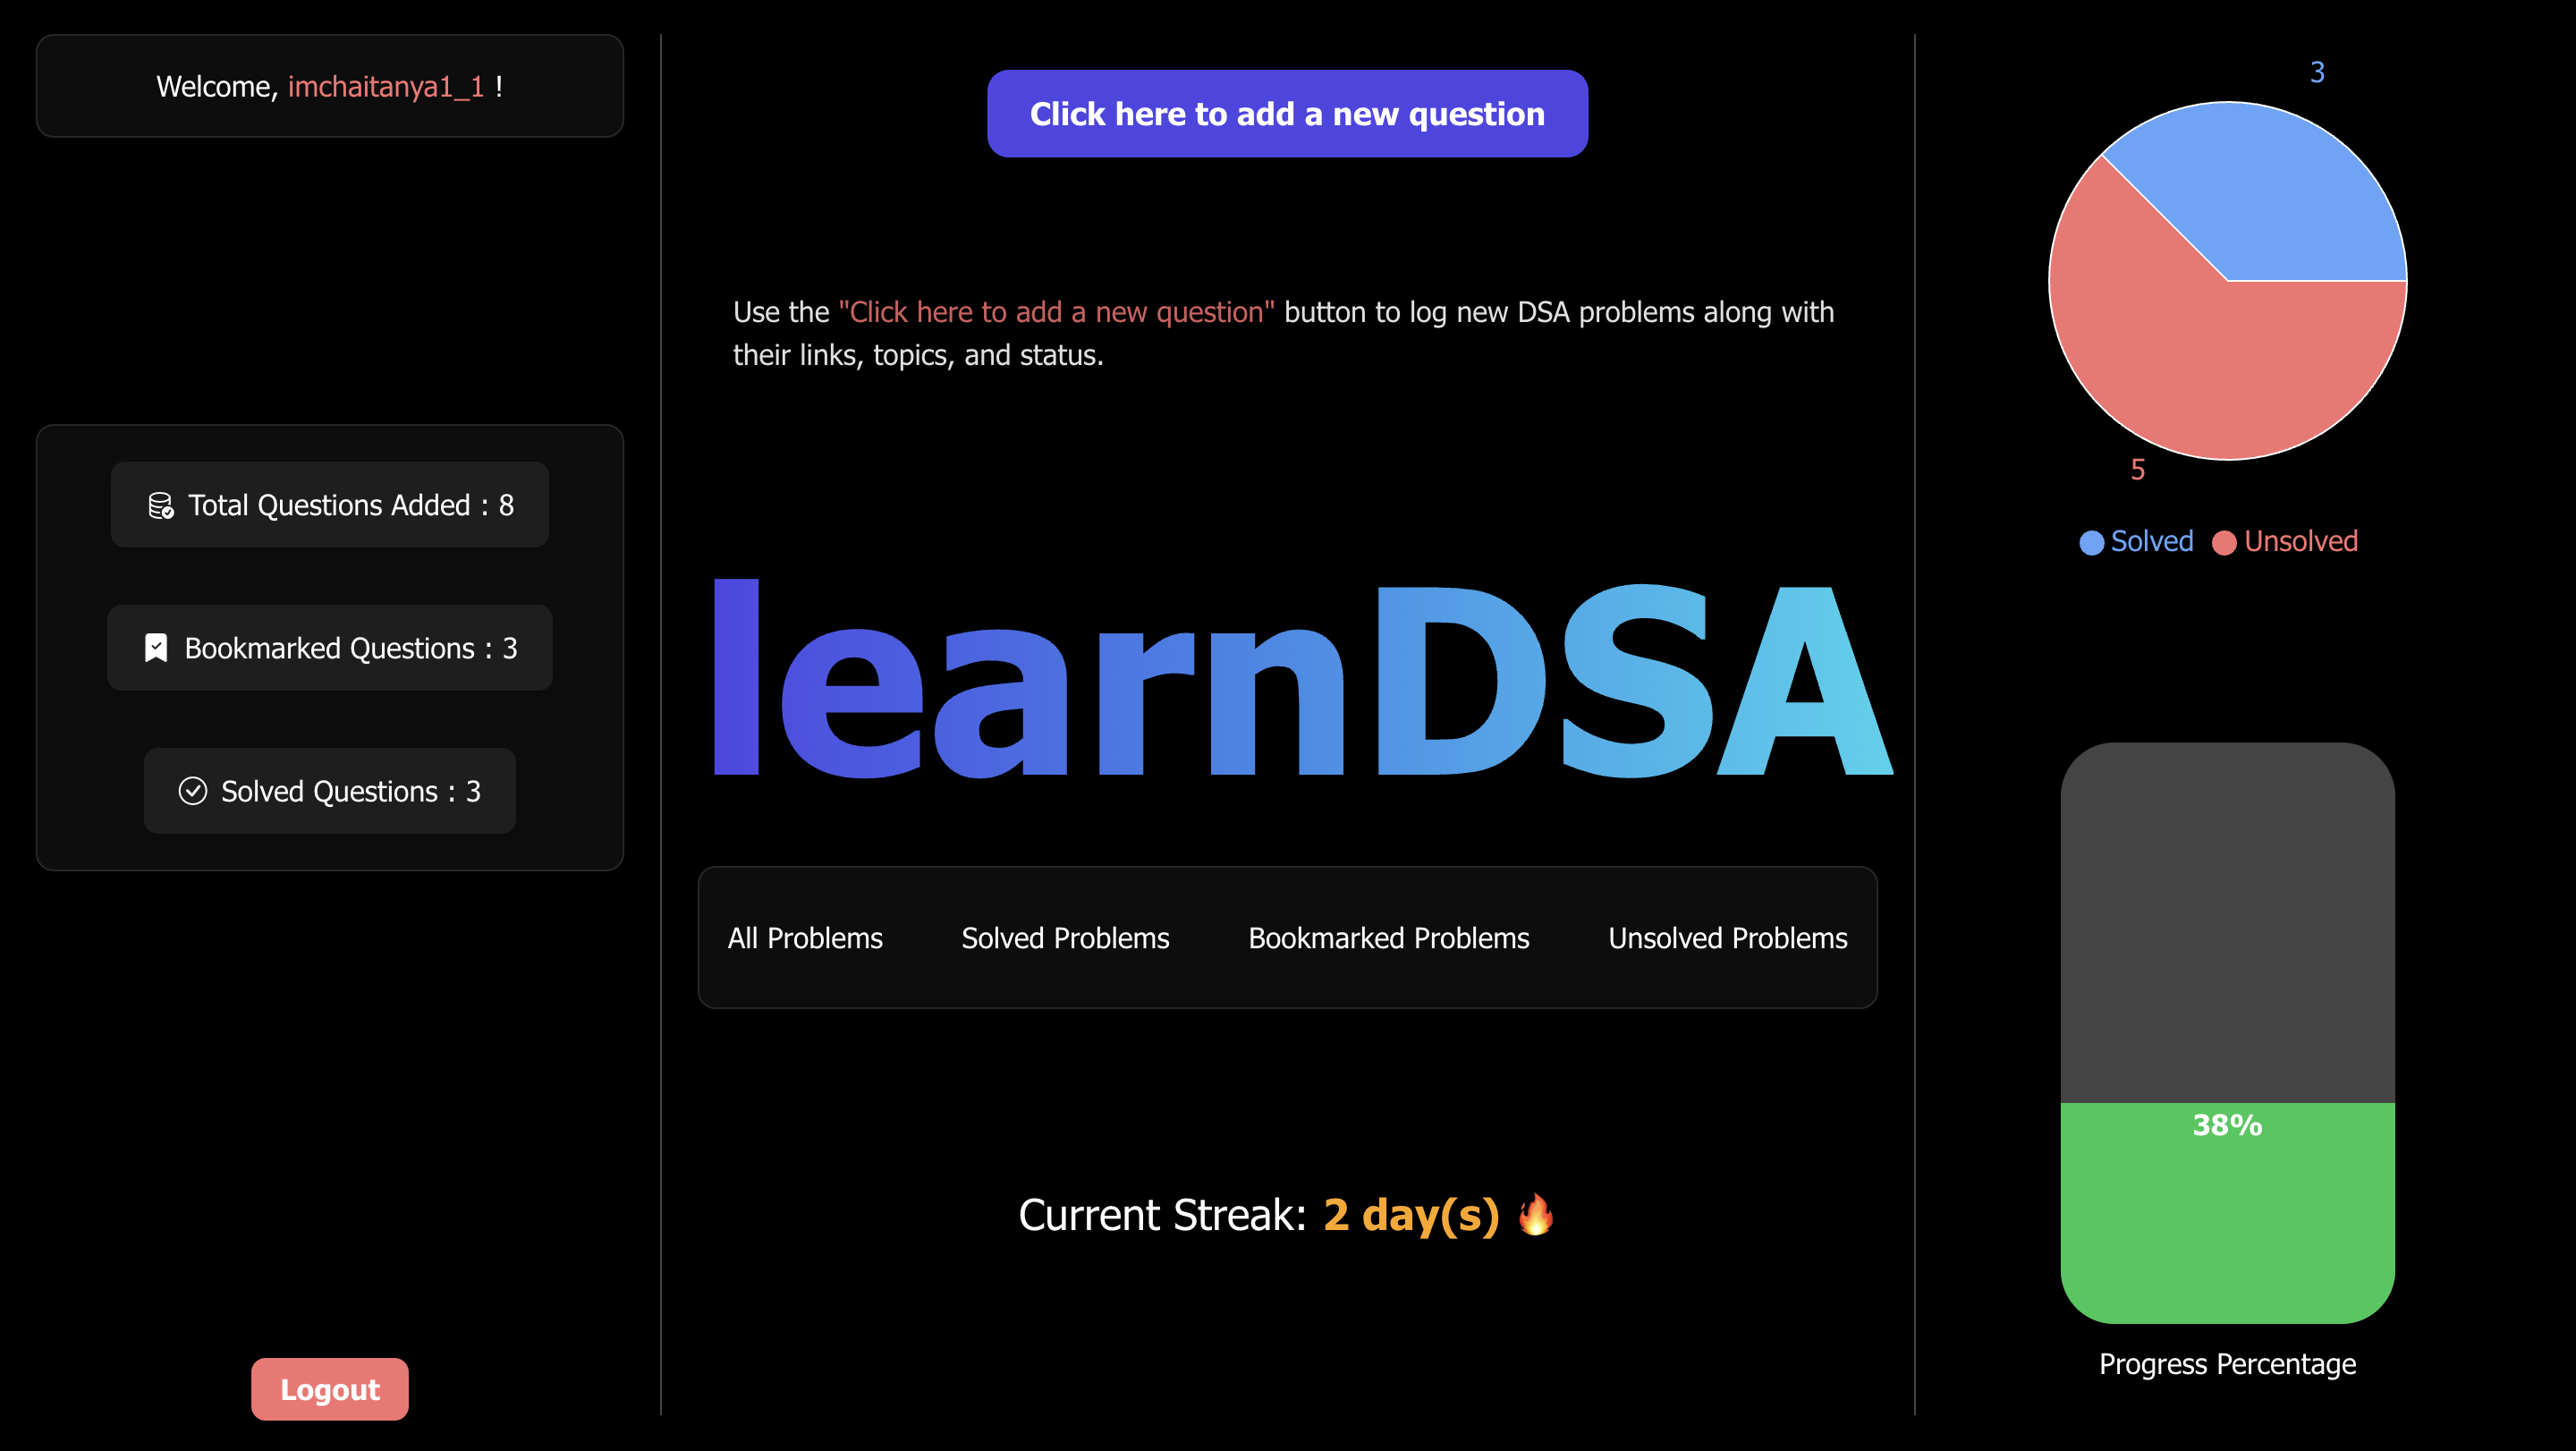 Welcome, imchaitanya1_1 !
Total Questions Added : 8
Bookmarked Questions : 3
Solved Questions : 3
Logout
Click here to add a new question
Use the "Click here to add a new question" button to log new DSA problems along with
their links, topics, and status.
learnDSA
All Problems Solved Problems Bookmarked Problems Unsolved Problems
Current Streak: 2 day(s) 🔥
3
5
Solved Unsolved
38%
Progress Percentage